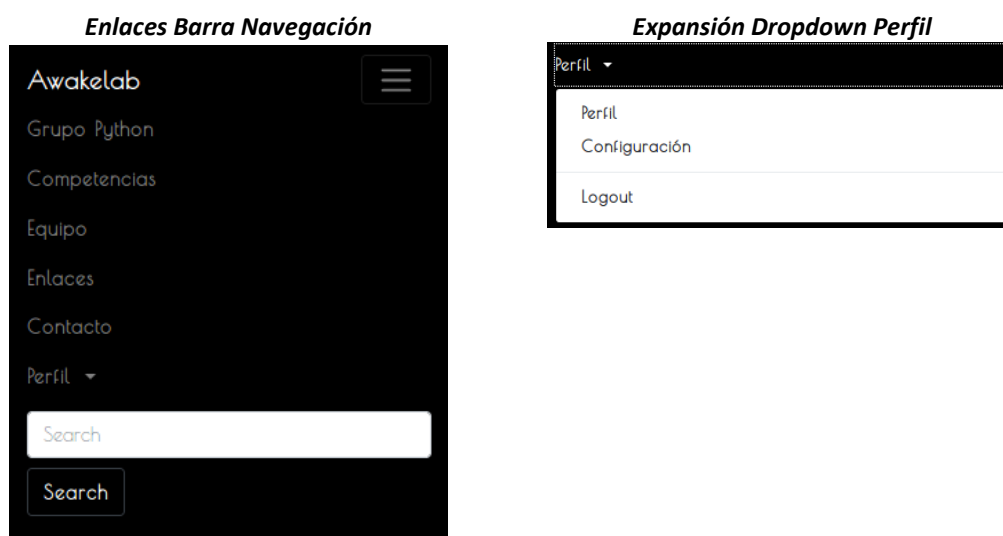 Enlaces Barra Navegación
Awakelab
Grupo Python
Competencias
Equipo
Enlaces
Contacto
Perfil
Search
Search
Expansión Dropdown Perfil
Perfil
Perfil
Configuración
Logout